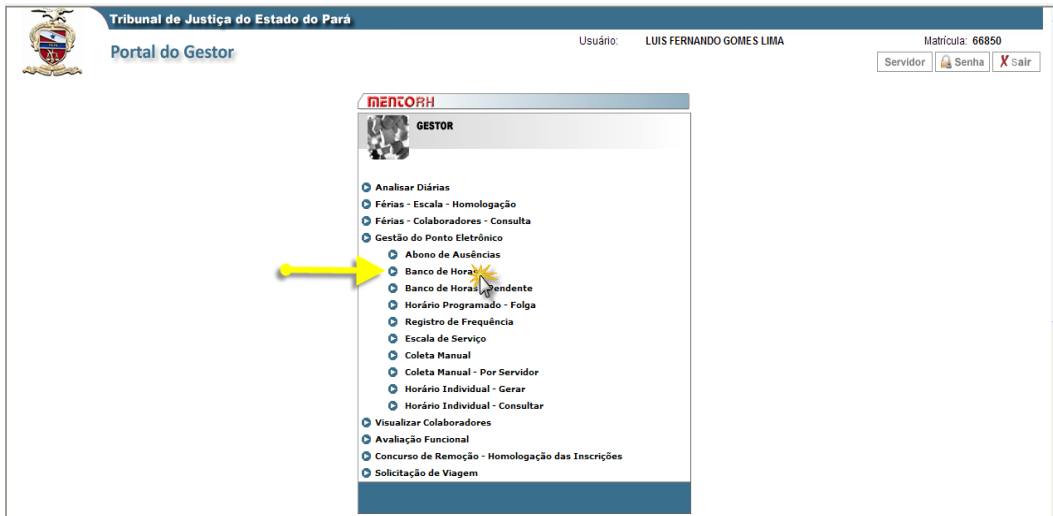 Tribunal de Justiça do Estado do Pará
Portal do Gestor
Usuário: LUIS FERNANDO GOMES LIMA
Matrícula: 66850
Servidor Senha X Sair
MENTORH
GESTOR
Analisar Diárias
Férias - Escala - Homologação
Férias - Colaboradores - Consulta
Gestão do Ponto Eletrônico
Abono de Ausências
Banco de Horas
Banco de Horas Pendente
Horário Programado - Folga
Registro de Frequência
Escala de Serviço
Coleta Manual
Coleta Manual - Por Servidor
Horário Individual - Gerar
Horário Individual - Consultar
Visualizar Colaboradores
Avaliação Funcional
Concurso de Remoção - Homologação das Inscrições
Solicitação de Viagem